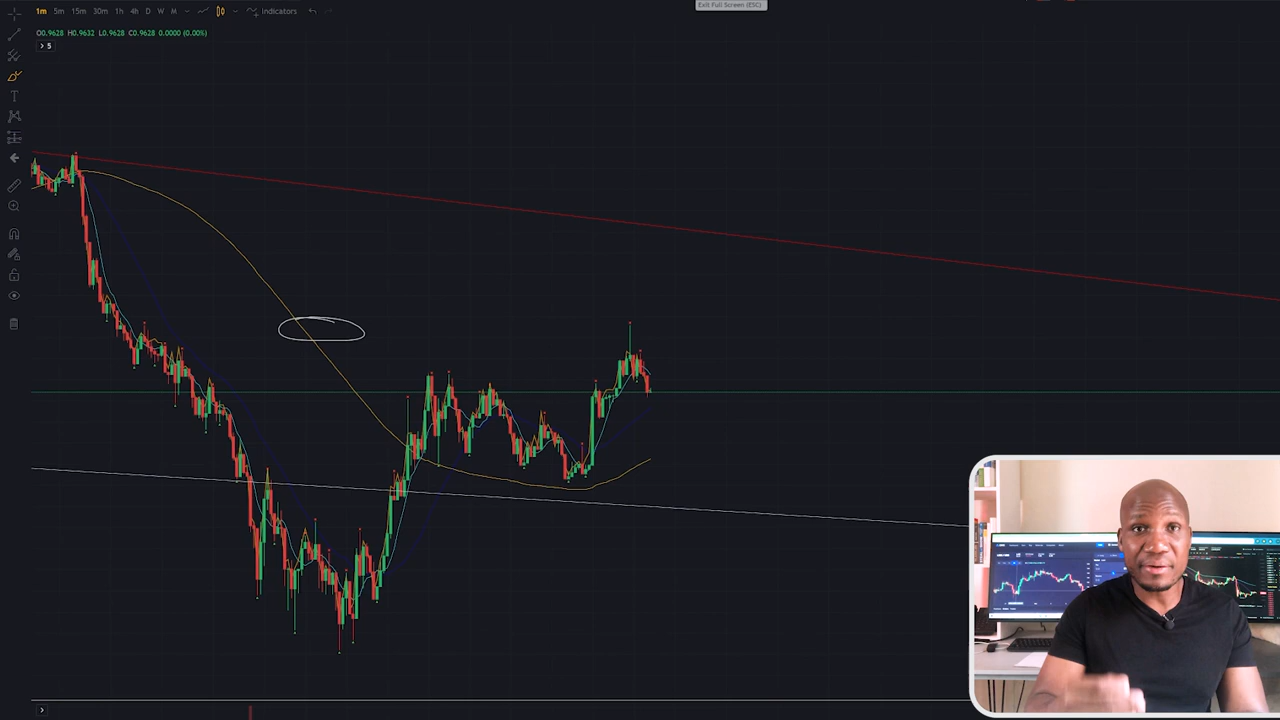 Exit Full Screen (ESC)
1m 5m 15m 30m 1h 4h D W M Indicators
O0.9628 H0.9632 L0.9628 C0.9628 0.0000 (0.00%)
5